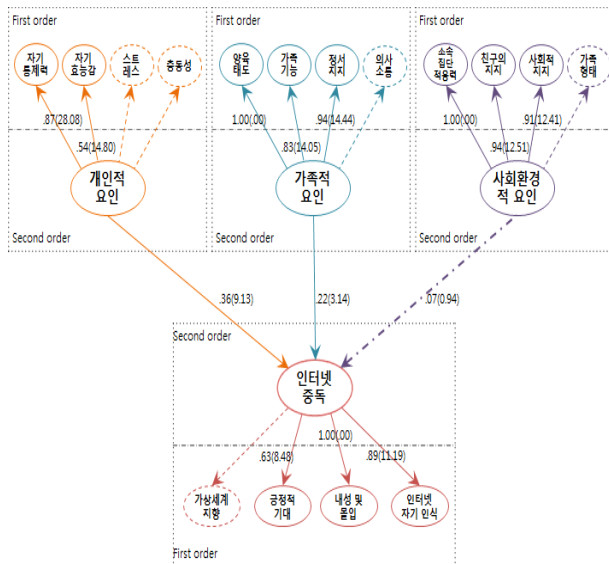 First order
First order
First order
자기
통제력
자기
효능감
스트
레스
충동성
양육
태도
가족
기능
정서
지지
의사
소통
소속
집단
적응력
친구의
지지
사회적
지지
가족
형태
.87(28.08)
1.00(.00)
.94(14.44)
1.00(.00)
.91(12.41)
.54(14.80)
.83(14.05)
.94(12.51)
개인적
요인
가족적
요인
사회환경
적 요인
Second order
Second order
Second order
.36(9.13)
.22(3.14)
.07(0.94)
Second order
인터넷
중독
1.00(.00)
.63(8.48)
.89(11.19)
가상세계
지향
긍정적
기대
내성 및
몰입
인터넷
자기 인식
First order